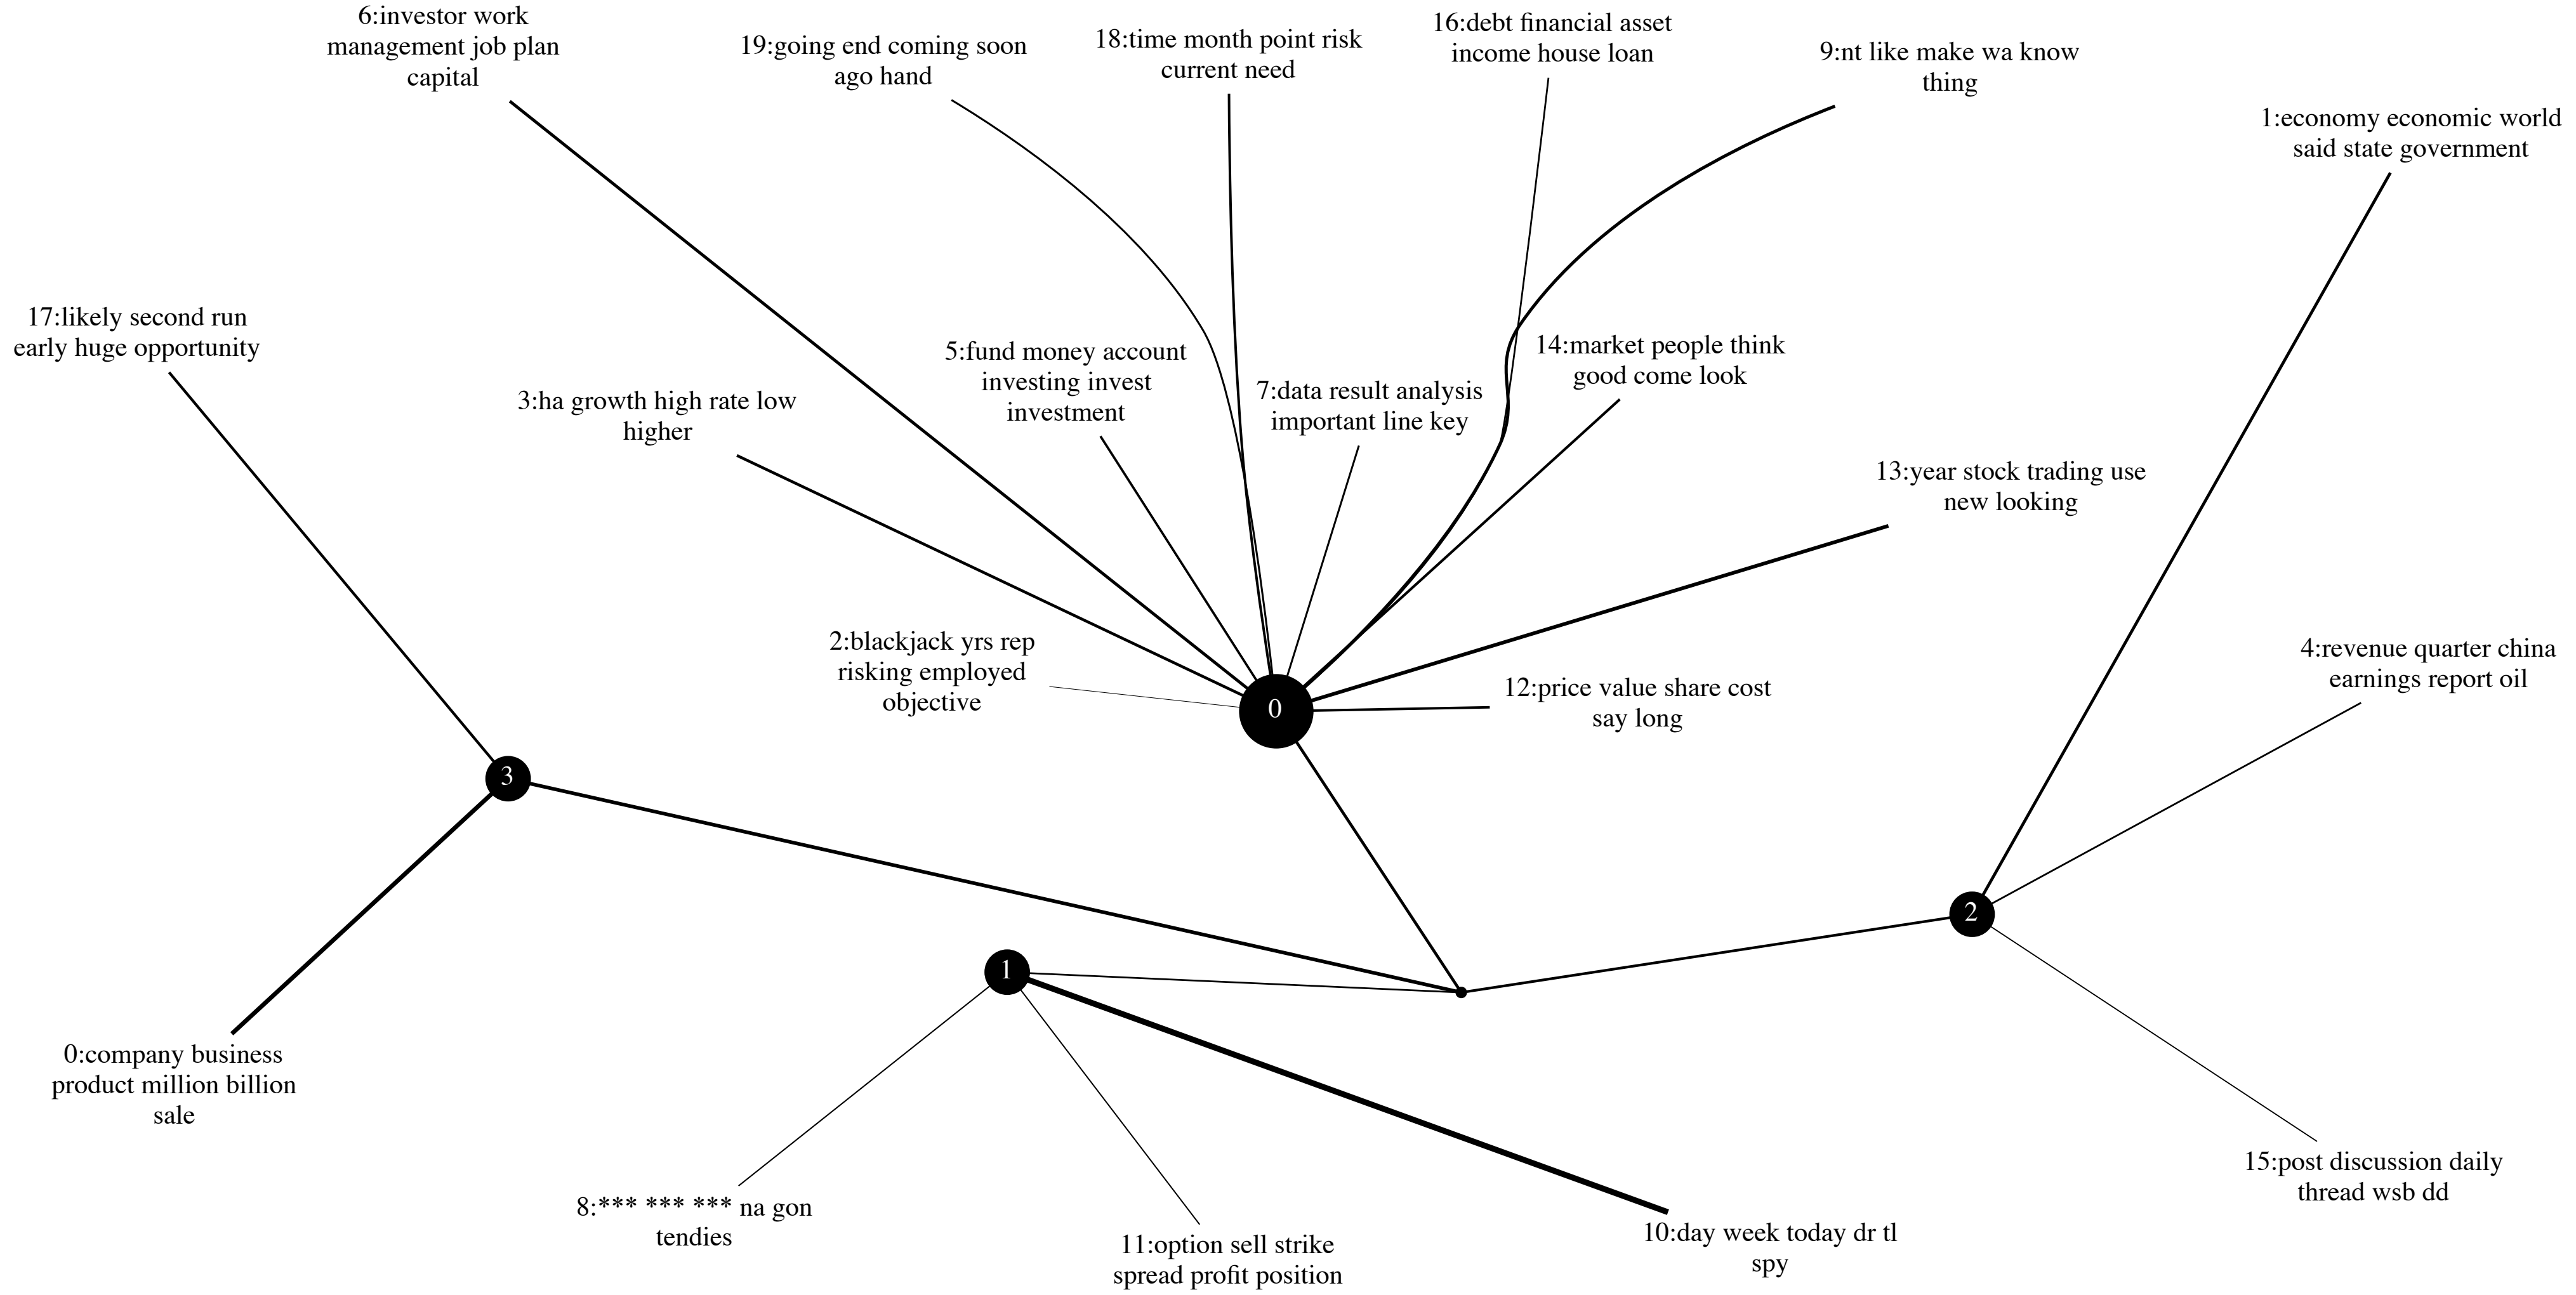 6:investor work
management job plan
capital
19:going end coming soon
ago hand
18:time month point risk
current need
16:debt financial asset
income house loan
9:nt like make wa know
thing
1:economy economic world
said state government
17:likely second run
early huge opportunity
3:ha growth high rate low
higher
5:fund money account
investing invest
investment
7:data result analysis
important line key
14:market people think
good come look
13:year stock trading use
new looking
2:blackjack yrs rep
risking employed
objective
0
12:price value share cost
say long
4:revenue quarter china
earnings report oil
3
2
1
0:company business
product million billion
sale
8:*** *** *** na gon
tendies
11:option sell strike
spread profit position
10:day week today dr tl
spy
15:post discussion daily
thread wsb dd